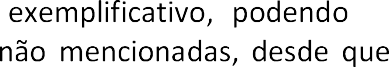 exemplificativo, podendo
não mencionadas, desde que